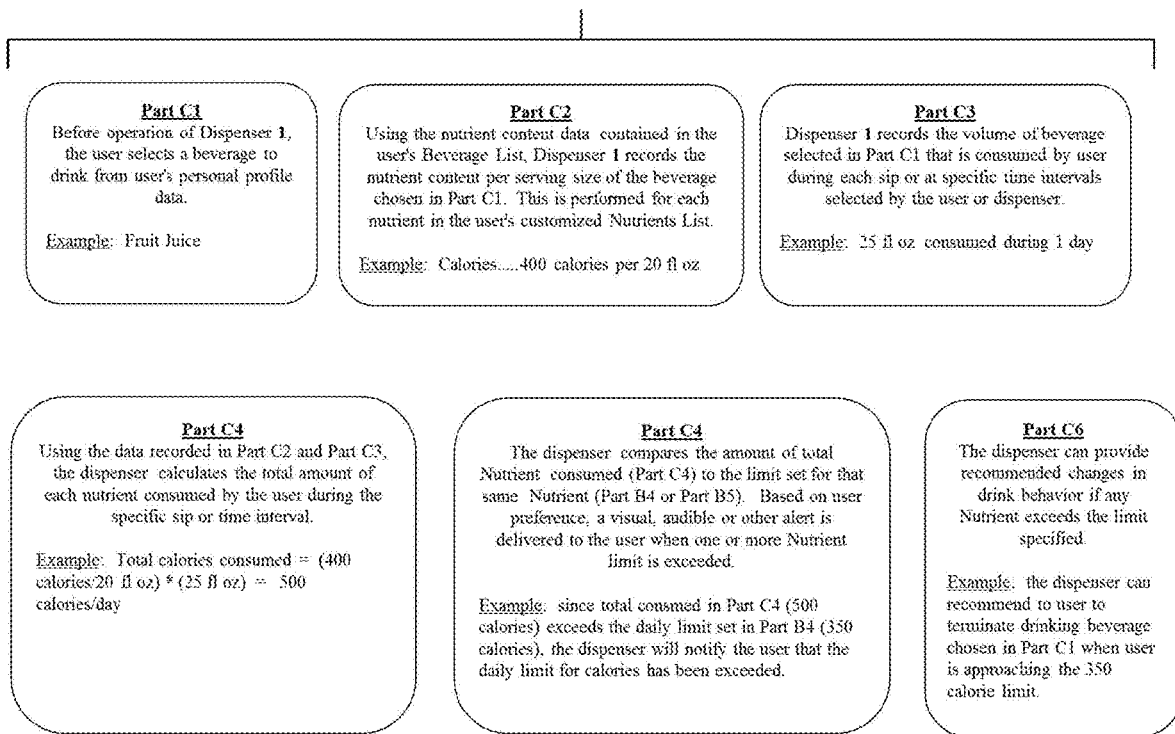 Part C1
Before operation of Dispenser 1,
the user selects a beverage to
drink from user's personal profile
data.
Example: Fruit Juice
Part C2
Using the nutrient content data contained in the
user's Beverage List, Dispenser 1 records the
nutrient content per serving size of the beverage
chosen in Part C1. This is performed for each
nutrient in the user's customized Nutrients List.
Example: Calories.....400 calories per 20 fl oz
Part C3
Dispenser 1 records the volume of beverage
selected in Part C1 that is consumed by user
during each sip or at specific time intervals
selected by the user or dispenser.
Example: 25 fl oz consumed during 1 day
Part C4
Using the data recorded in Part C2 and Part C3,
the dispenser calculates the total amount of
each nutrient consumed by the user during the
specific sip or time interval.
Example: Total calories consumed = (400
calories/20 fl oz) * (25 fl oz) = 500
calories/day
Part C4
The dispenser compares the amount of total
Nutrient consumed (Part C4) to the limit set for that
same Nutrient (Part B4 or Part B5). Based on user
preference, a visual, audible or other alert is
delivered to the user when one or more Nutrient
limit is exceeded.
Example: since total consmed in Part C4 (500
calories) exceeds the daily limit set in Part B4 (350
calories), the dispenser will notify the user that the
daily limit for calories has been exceeded.
Part C6
The dispenser can provide
recommended changes in
drink behavior if any
Nutrient exceeds the limit
specified.
Example: the dispenser can
recommend to user to
terminate drinking beverage
chosen in Part C1 when user
is approaching the 350
calorie limit.